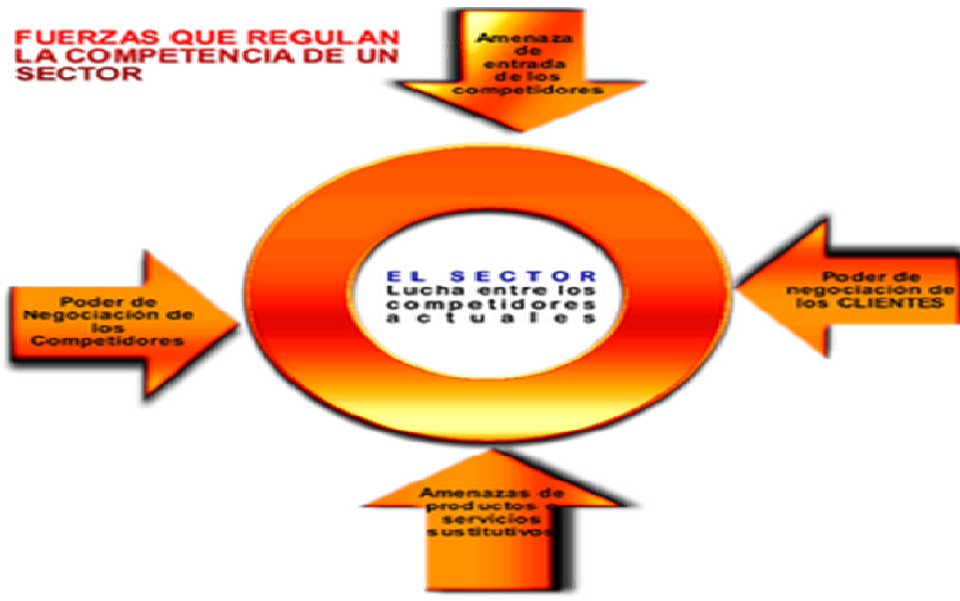 FUERZAS QUE REGULAN
LA COMPETENCIA DE UN
SECTOR
Amenaza
de
entrada
de los
competidores
Poder de
Negociación de
los
Competidores
EL SECTOR
Lucha entre los
competidores
actuales
Poder de
negociación de
los CLIENTES
Amenazas de
productos o
servicios
sustitutivos